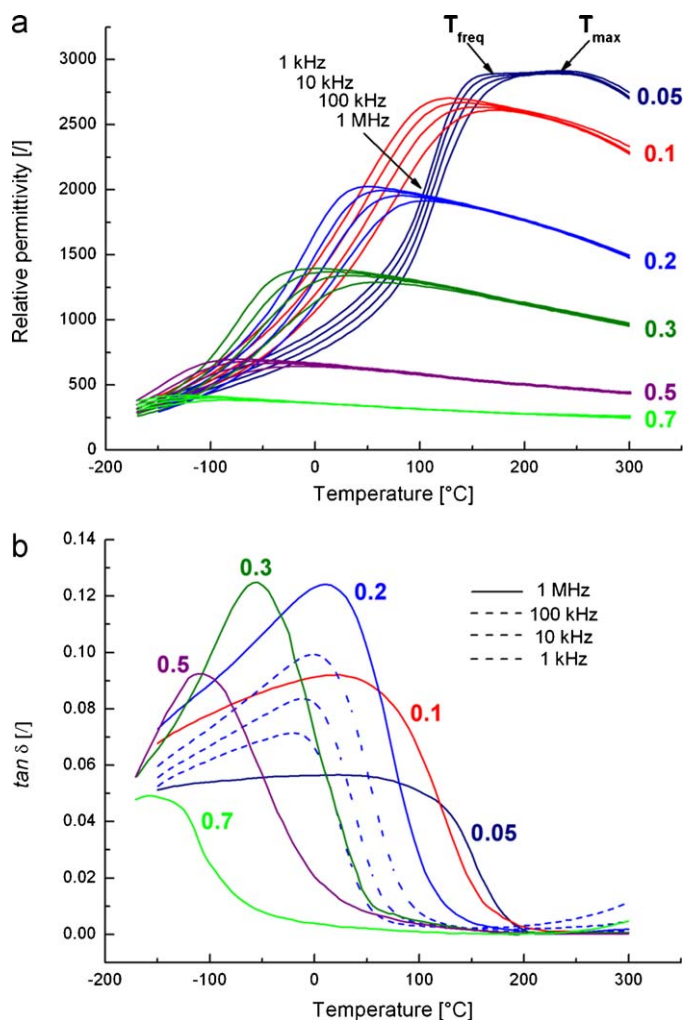 a
T_freq T_max
1 kHz
10 kHz
100 kHz
1 MHz
3000
2500
2000
1500
1000
500
0
Relative permittivity [/]
0.05
0.1
0.2
0.3
0.5
0.7
-200 -100 0 100 200 300
Temperature [°C]
b
0.14
0.12
0.10
0.08
0.06
0.04
0.02
0.00
tan δ [/]
0.3
0.2
0.5
0.1
0.05
0.7
1 MHz
100 kHz
10 kHz
1 kHz
-200 -100 0 100 200 300
Temperature [°C]